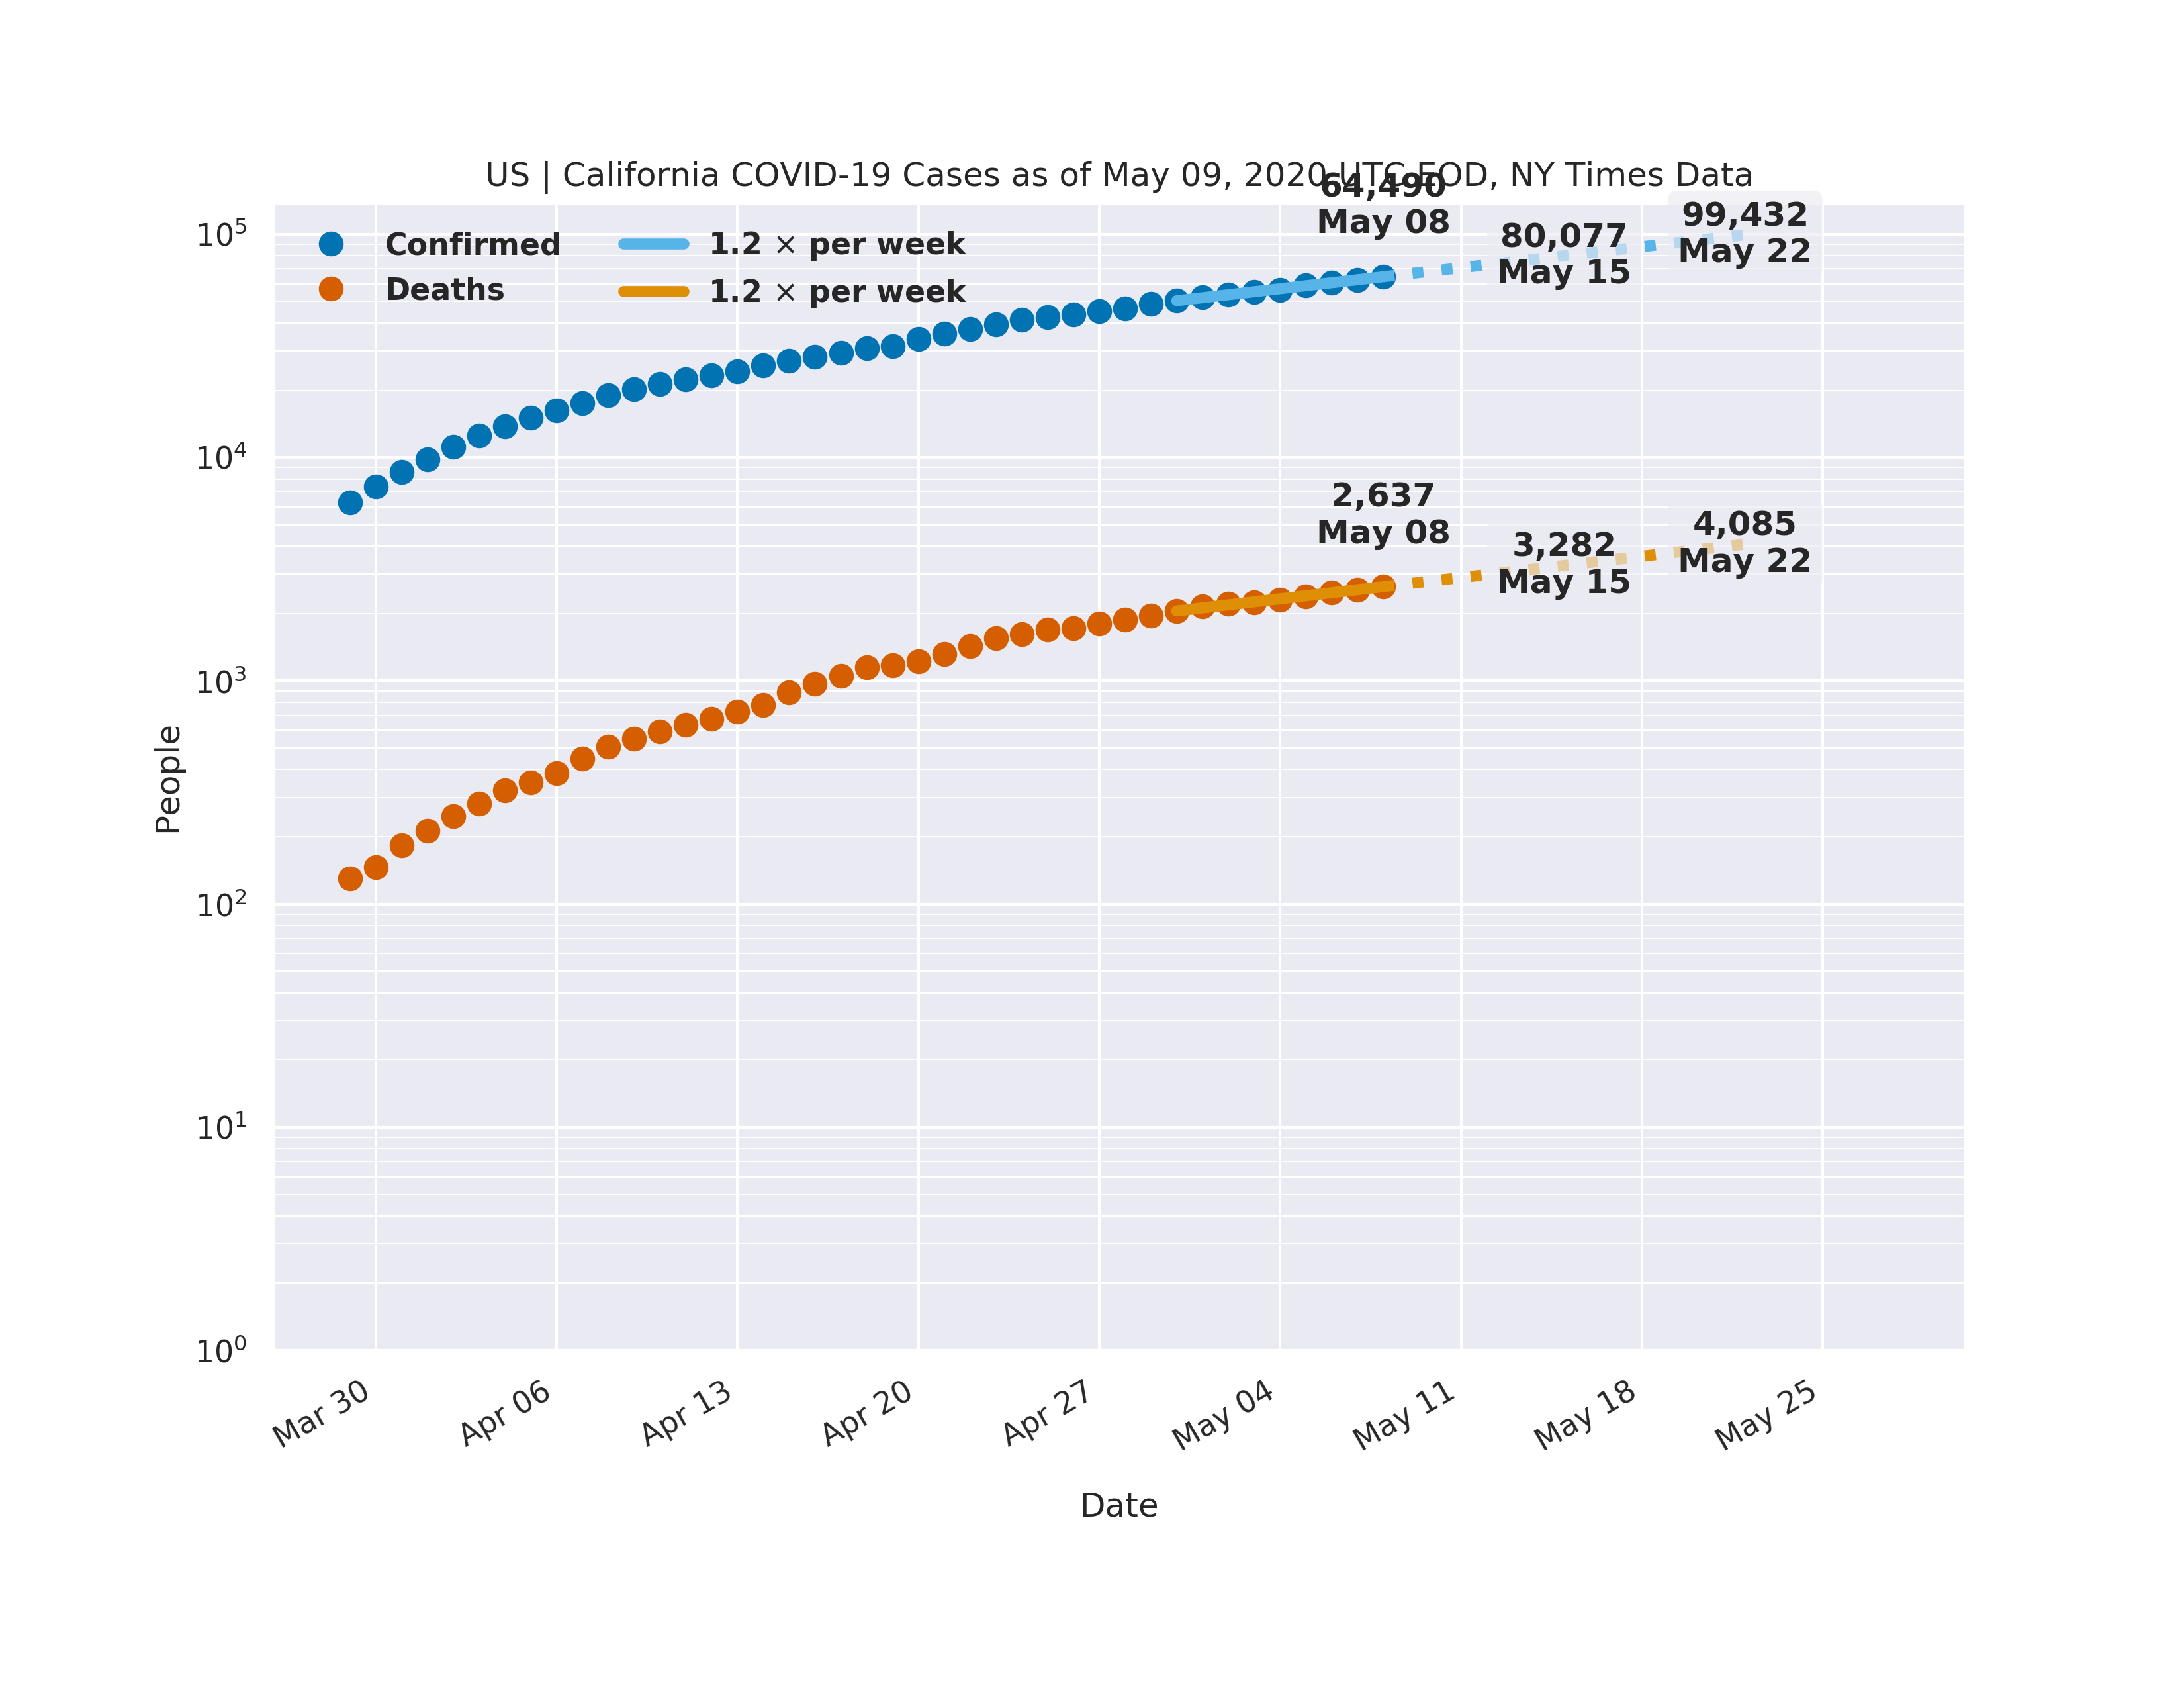 US | California COVID-19 Cases as of May 09, 2020 UTC EOD, NY Times Data
Confirmed
Deaths
1.2 × per week
1.2 × per week
64,490
May 08
80,077
May 15
99,432
May 22
2,637
May 08
3,282
May 15
4,085
May 22
People
10⁵
10⁴
10³
10²
10¹
10⁰
Mar 30
Apr 06
Apr 13
Apr 20
Apr 27
May 04
May 11
May 18
May 25
Date